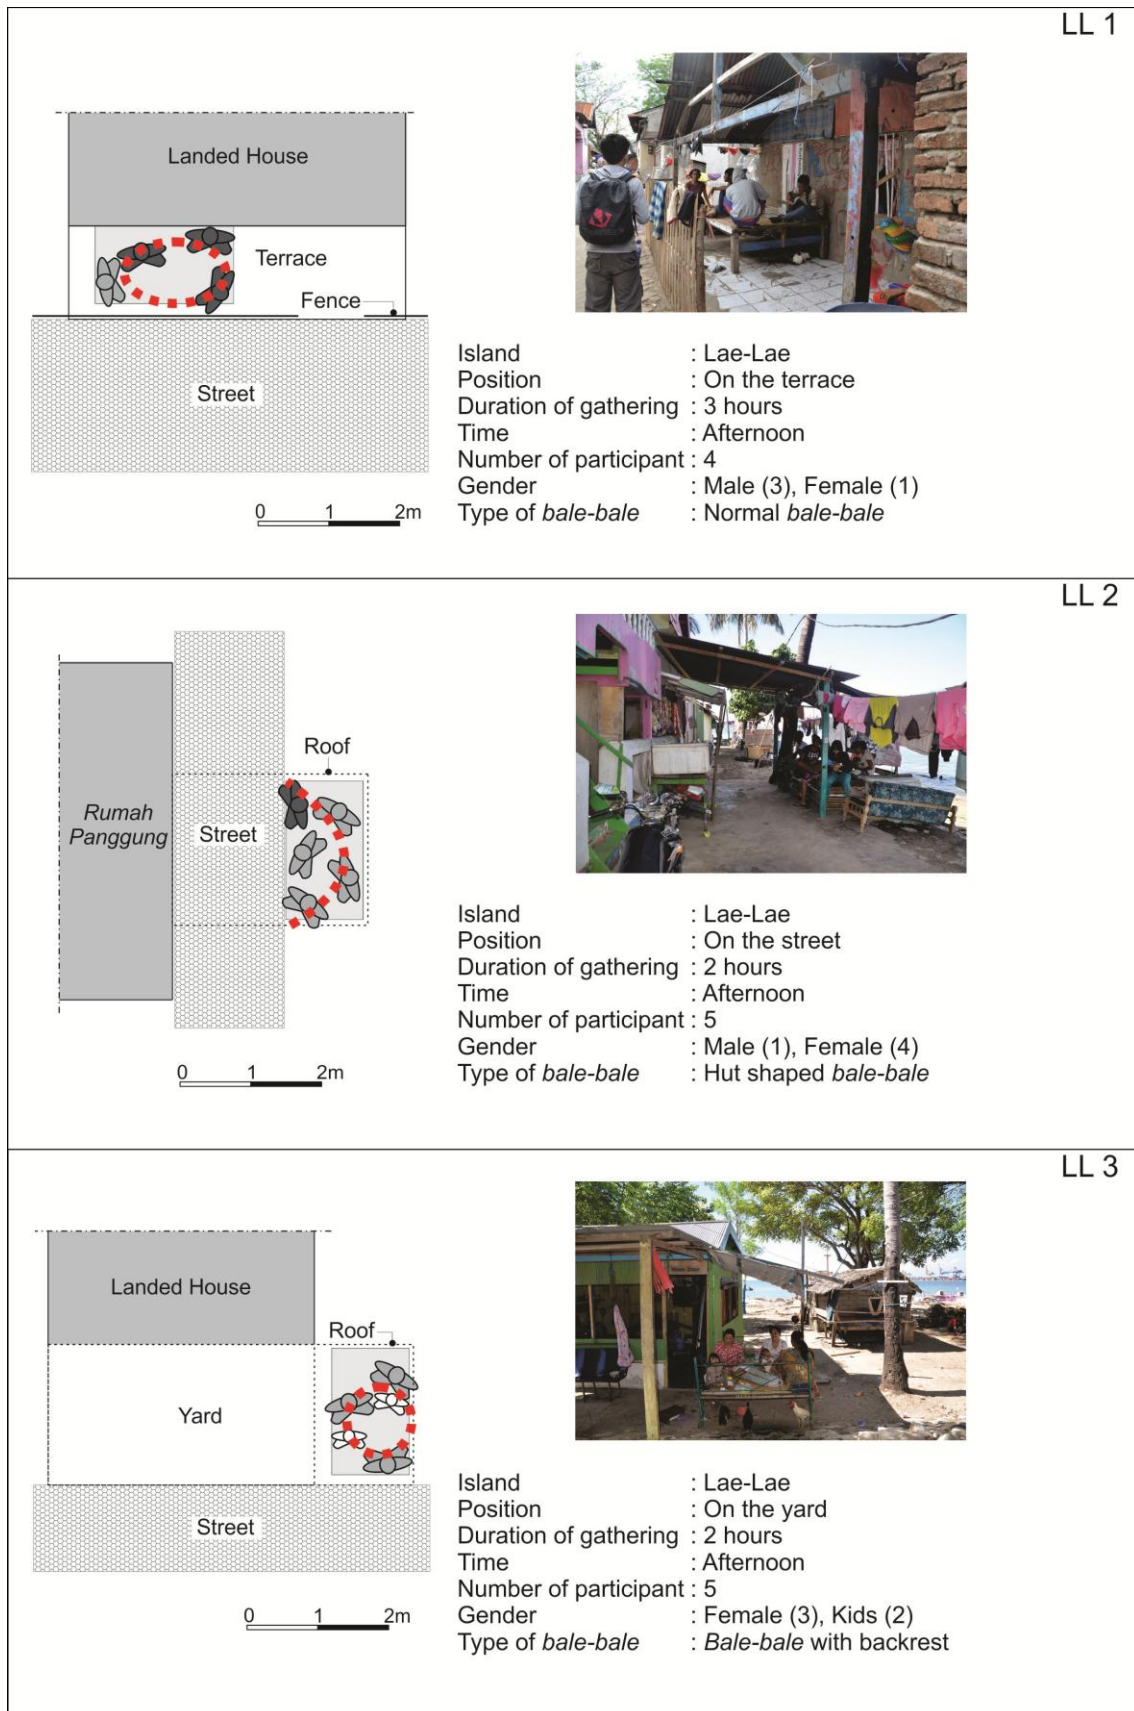 LL 1
Landed House
Terrace
Fence
Street
0 1 2m
Island : Lae-Lae
Position : On the terrace
Duration of gathering : 3 hours
Time : Afternoon
Number of participant : 4
Gender : Male (3), Female (1)
Type of bale-bale : Normal bale-bale
LL 2
Roof
Rumah
Panggung
Street
0 1 2m
Island : Lae-Lae
Position : On the street
Duration of gathering : 2 hours
Time : Afternoon
Number of participant : 5
Gender : Male (1), Female (4)
Type of bale-bale : Hut shaped bale-bale
LL 3
Landed House
Roof
Yard
Street
0 1 2m
Island : Lae-Lae
Position : On the yard
Duration of gathering : 2 hours
Time : Afternoon
Number of participant : 5
Gender : Female (3), Kids (2)
Type of bale-bale : Bale-bale with backrest